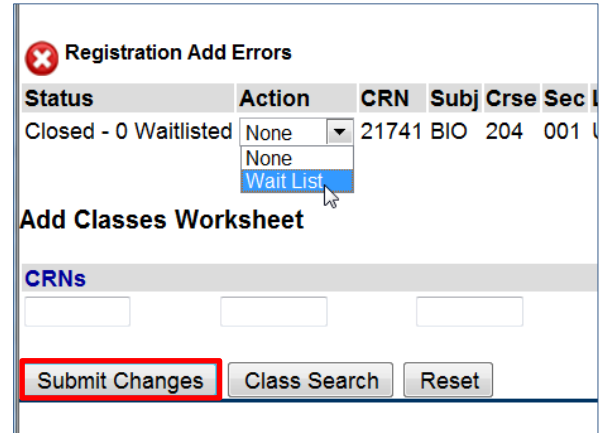 Registration Add Errors
Status Action CRN Subj Crse Sec
Closed - 0 Waitlisted None 21741 BIO 204 001
None
Wait List
Add Classes Worksheet
CRNs
Submit Changes Class Search Reset